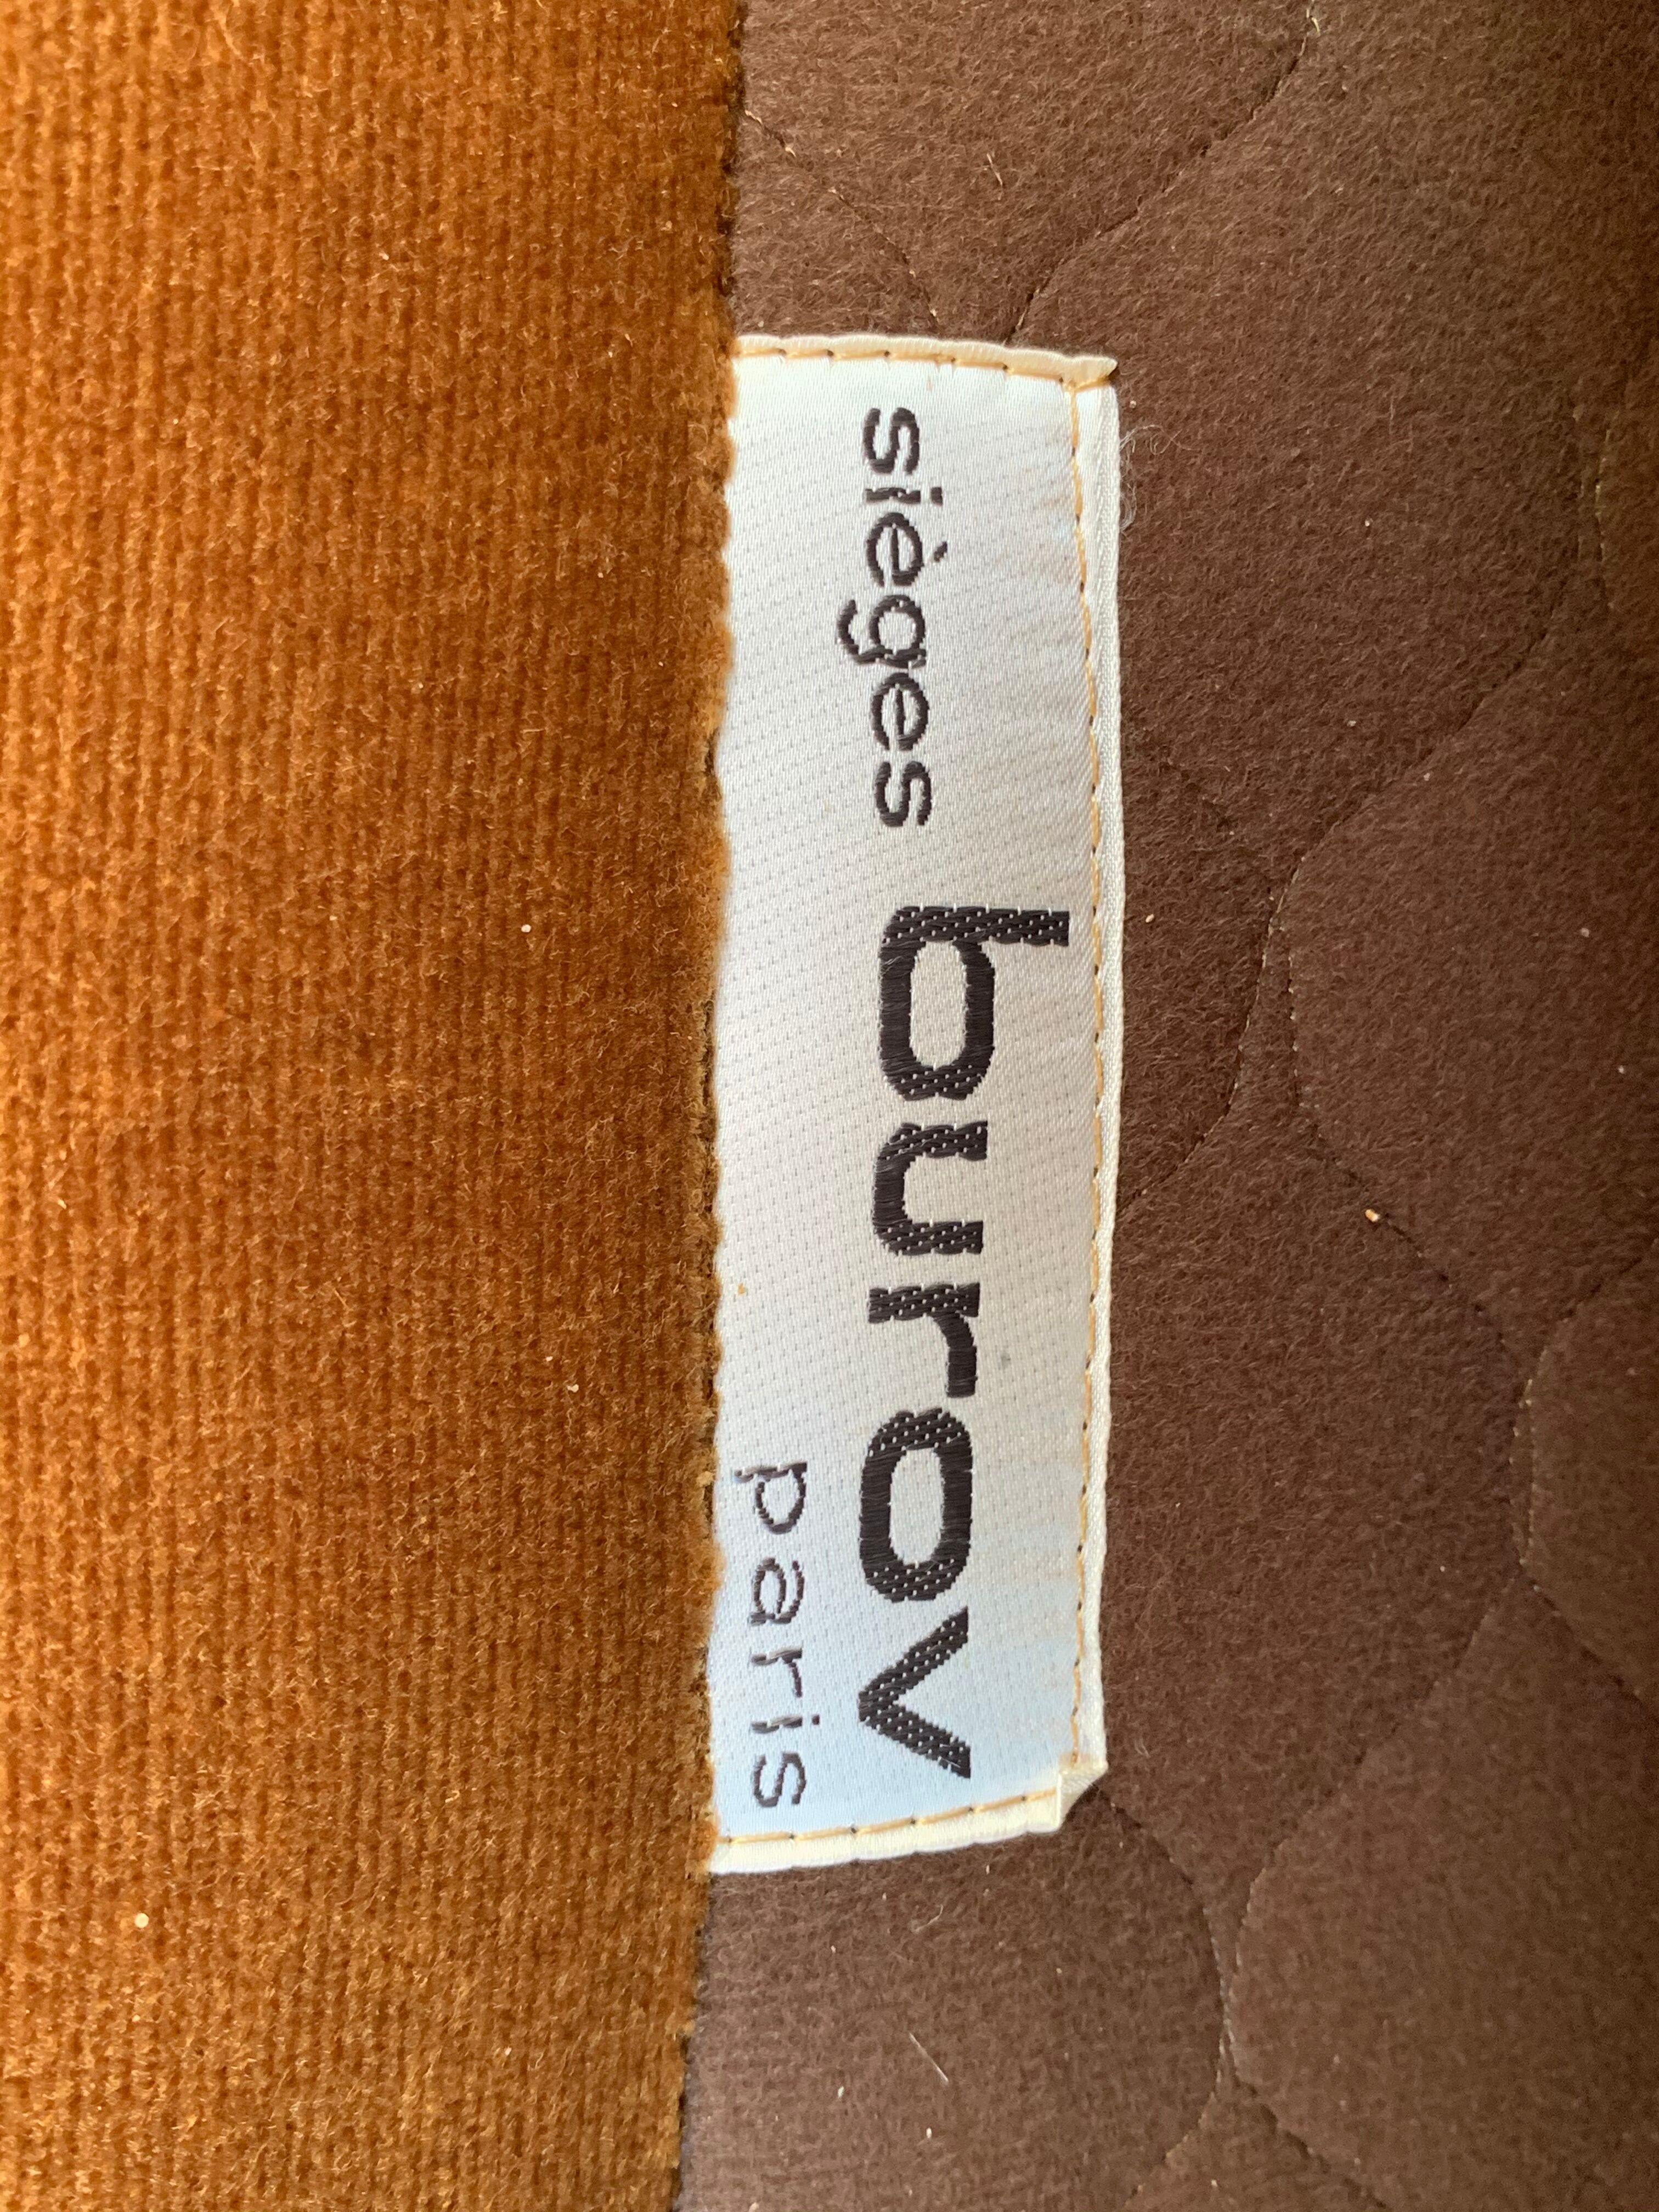 sièges burov
paris